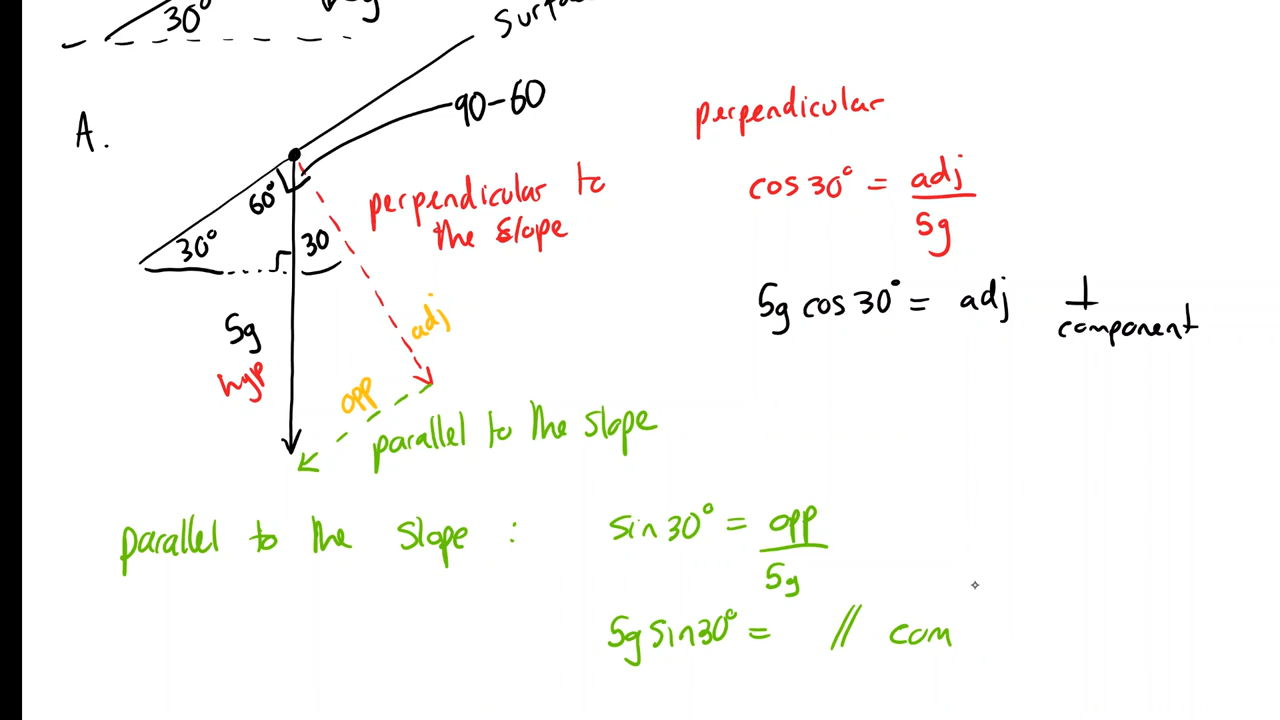 30°
A.
90-60
60°
30°
30
perpendicular to
the slope
5g
hyp
adj
opp
parallel to the slope
perpendicular
cos 30° = adj
5g
5g cos 30° = adj ⊥
component
parallel to the slope :
sin 30° = opp
5g
5g sin 30° = // com